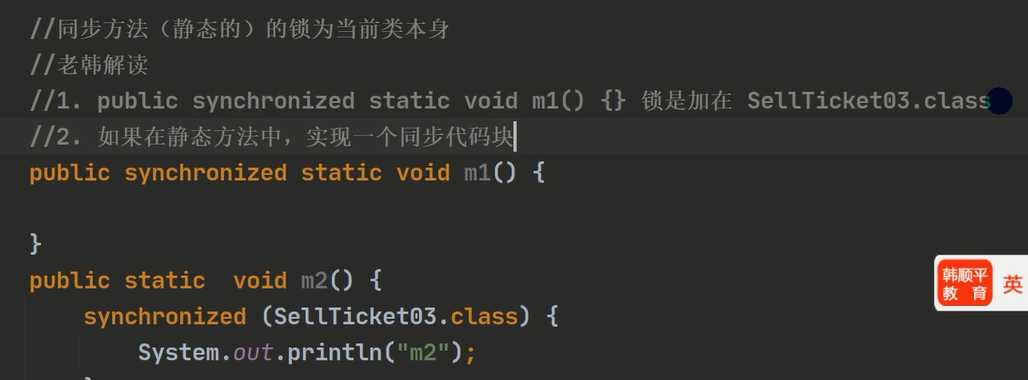 //同步方法（静态的）的锁为当前类本身
//老韩解读
//1. public synchronized static void m1() {} 锁是加在 SellTicket03.class
//2. 如果在静态方法中，实现一个同步代码块
public synchronized static void m1() {
}
public static  void m2() {
synchronized (SellTicket03.class) {
System.out.println("m2");
}
韩顺平
教 育
英